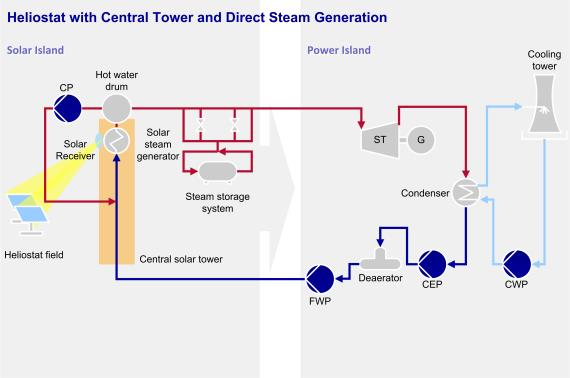 Heliostat with Central Tower and Direct Steam Generation
Solar Island
Power Island
Cooling
tower
Hot water
drum
CP
Solar
Receiver
Solar
steam
generator
ST
G
Steam storage
system
Condenser
Heliostat field
Central solar tower
Deaerator
FWP
CEP
CWP